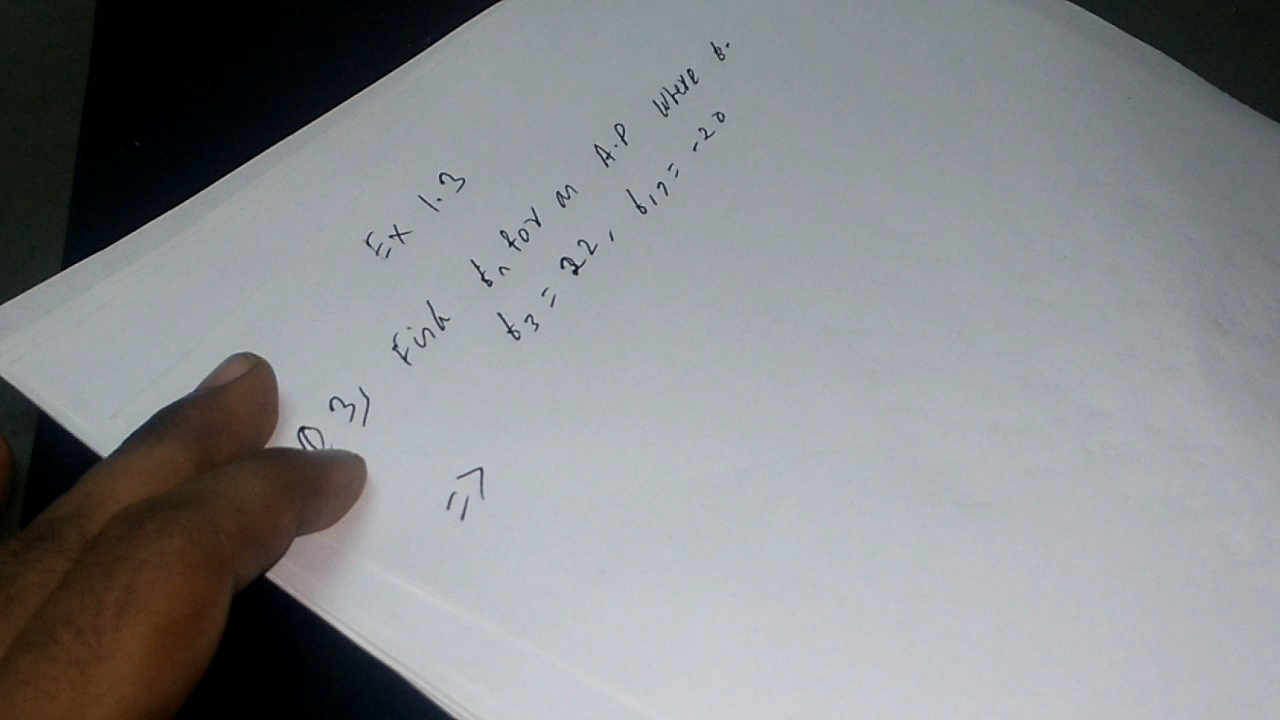 Ex 1.3
Q 3) Find tn for an A.P where t.
t3 = 22, t17 = -20
=>